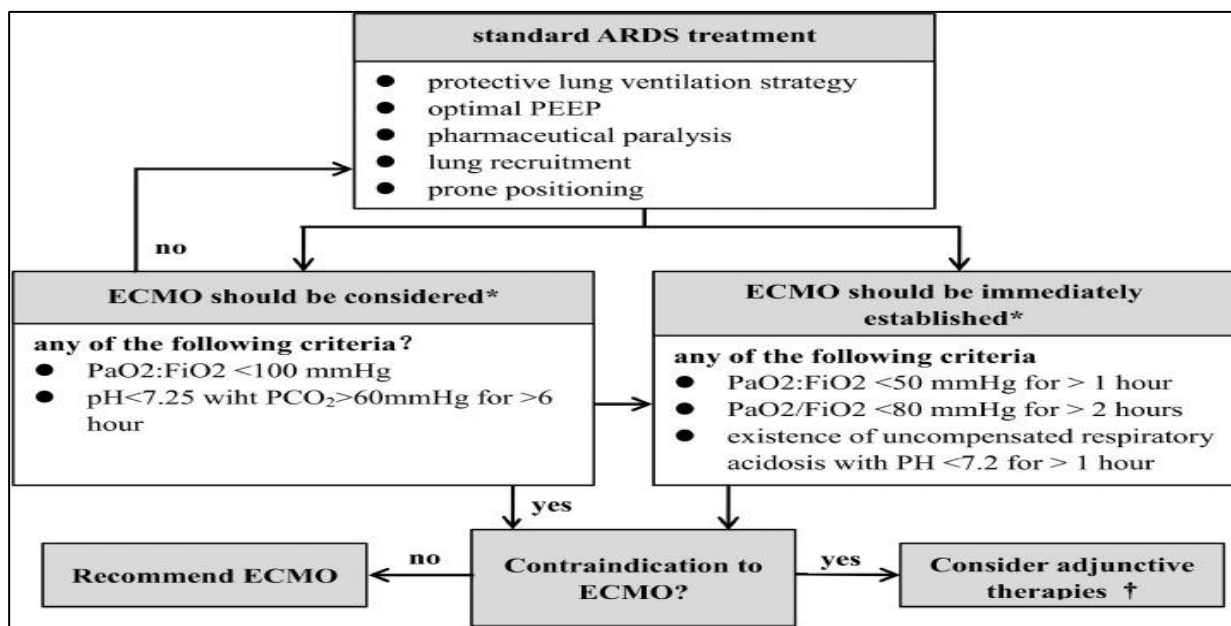 standard ARDS treatment
● protective lung ventilation strategy
● optimal PEEP
● pharmaceutical paralysis
● lung recruitment
● prone positioning
no
ECMO should be considered*
any of the following criteria?
● PaO2:FiO2 <100 mmHg
● pH<7.25 wiht PCO₂>60mmHg for >6
hour
ECMO should be immediately
established*
any of the following criteria
● PaO2:FiO2 <50 mmHg for > 1 hour
● PaO2/FiO2 <80 mmHg for > 2 hours
● existence of uncompensated respiratory
acidosis with PH <7.2 for > 1 hour
yes
Recommend ECMO
no
Contraindication to
ECMO?
yes
Consider adjunctive
therapies †